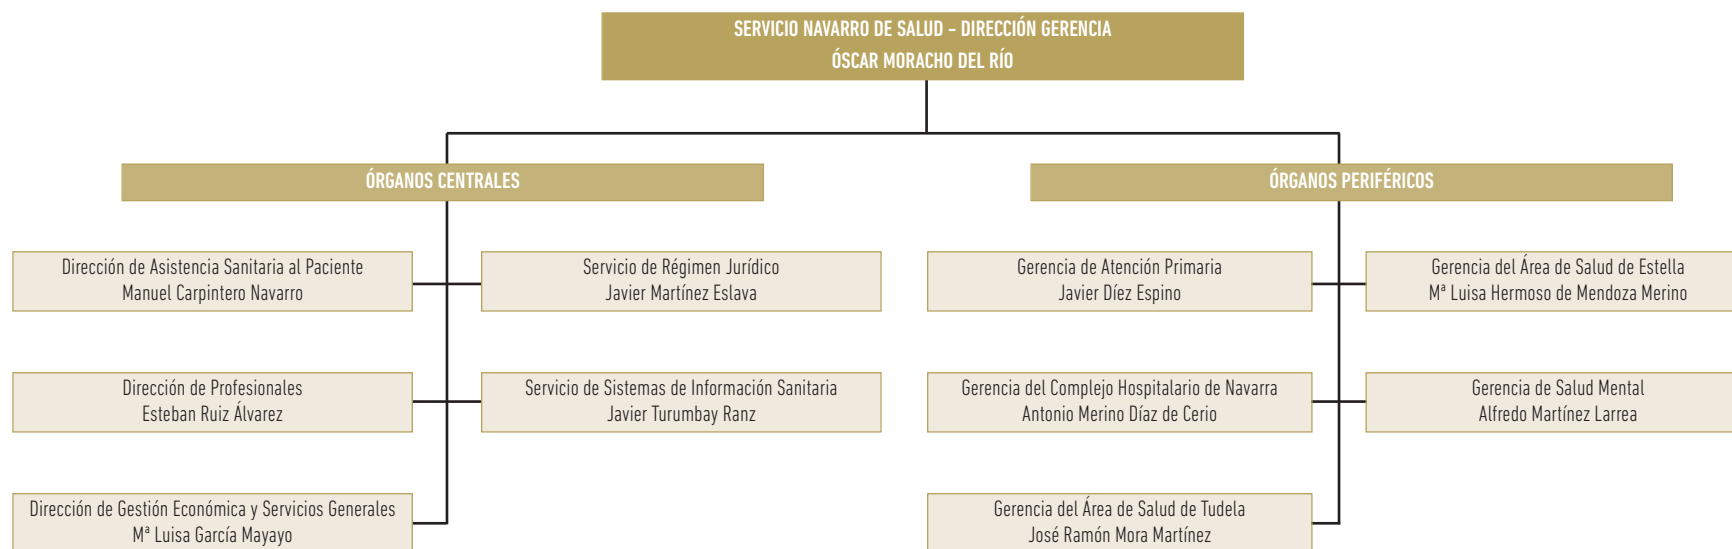 SERVICIO NAVARRO DE SALUD - DIRECCIÓN GERENCIA
ÓSCAR MORACHO DEL RÍO
ÓRGANOS CENTRALES
ÓRGANOS PERIFÉRICOS
Dirección de Asistencia Sanitaria al Paciente
Manuel Carpintero Navarro
Servicio de Régimen Jurídico
Javier Martínez Eslava
Gerencia de Atención Primaria
Javier Díez Espino
Gerencia del Área de Salud de Estella
Mª Luisa Hermoso de Mendoza Merino
Dirección de Profesionales
Esteban Ruiz Álvarez
Servicio de Sistemas de Información Sanitaria
Javier Turumbay Ranz
Gerencia del Complejo Hospitalario de Navarra
Antonio Merino Díaz de Cerio
Gerencia de Salud Mental
Alfredo Martínez Larrea
Dirección de Gestión Económica y Servicios Generales
Mª Luisa García Mayayo
Gerencia del Área de Salud de Tudela
José Ramón Mora Martínez